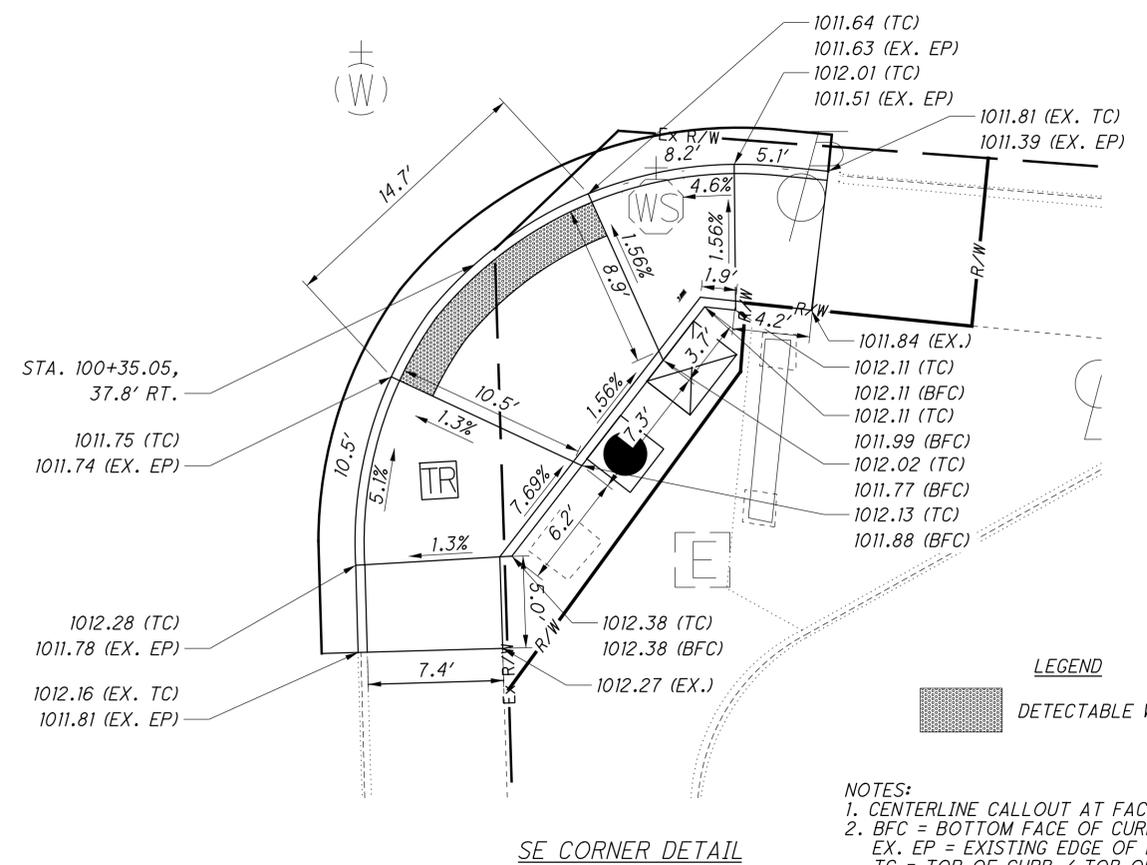 1011.64 (TC)
1011.63 (EX. EP)
1012.01 (TC)
1011.51 (EX. EP)
1011.81 (EX. TC)
1011.39 (EX. EP)
(W)
Ex R/W
8.2'
5.1'
14.7'
4.6%
(WS)
1.56%
1.56%
8.9'
1.9'
R/W
R/W
R/W
4.2'
1011.84 (EX.)
1012.11 (TC)
1012.11 (BFC)
1012.11 (TC)
1011.99 (BFC)
1012.02 (TC)
1011.77 (BFC)
1012.13 (TC)
1011.88 (BFC)
3.7'
STA. 100+35.05,
37.8' RT.
10.5'
1.56%
1.3%
7.3'
1011.75 (TC)
1011.74 (EX. EP)
10.5'
5.1%
TR
7.69%
6.2'
1.3%
[E]
5.0'
R/W
1012.28 (TC)
1011.78 (EX. EP)
1012.38 (TC)
1012.38 (BFC)
1012.16 (EX. TC)
1011.81 (EX. EP)
7.4'
Ex R/W
1012.27 (EX.)
LEGEND
DETECTABLE
NOTES:
1. CENTERLINE CALLOUT AT FAC
2. BFC = BOTTOM FACE OF CUR
EX. EP = EXISTING EDGE OF
TC = TOP OF CURB / TOP OF
SE CORNER DETAIL